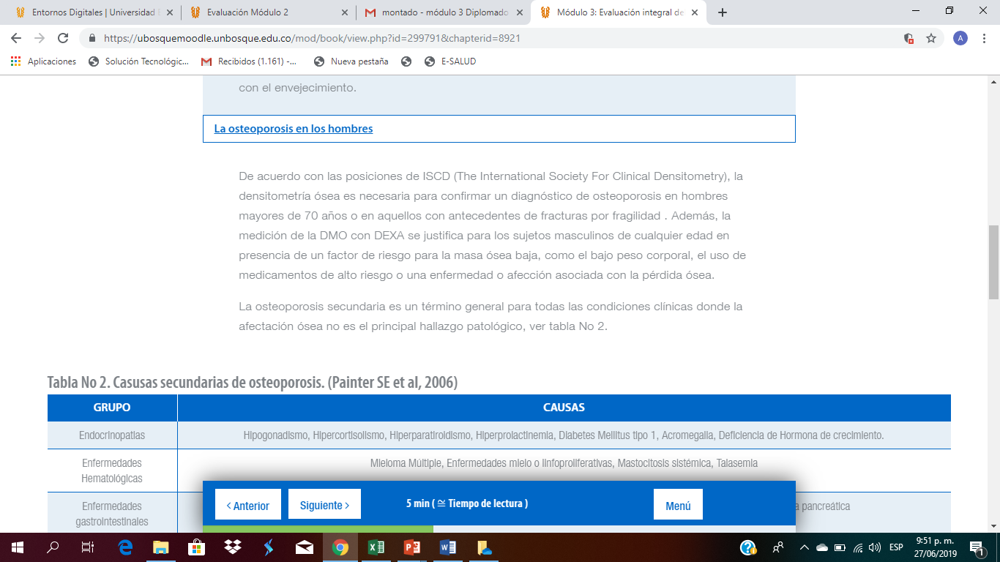 Entornos Digitales | Universidad
Evaluación Módulo 2
montado - módulo 3 Diplomado
Módulo 3: Evaluación integral de
https://ubosquemoodle.unbosque.edu.co/mod/book/view.php?id=299791&chapterid=8921
A
Aplicaciones
Solución Tecnológic...
Recibidos (1.161) -...
Nueva pestaña
E-SALUD
con el envejecimiento.
La osteoporosis en los hombres
De acuerdo con las posiciones de ISCD (The International Society For Clinical Densitometry), la
densitometría ósea es necesaria para confirmar un diagnóstico de osteoporosis en hombres
mayores de 70 años o en aquellos con antecedentes de fracturas por fragilidad . Además, la
medición de la DMO con DEXA se justifica para los sujetos masculinos de cualquier edad en
presencia de un factor de riesgo para la masa ósea baja, como el bajo peso corporal, el uso de
medicamentos de alto riesgo o una enfermedad o afección asociada con la pérdida ósea.
La osteoporosis secundaria es un término general para todas las condiciones clínicas donde la
afectación ósea no es el principal hallazgo patológico, ver tabla No 2.
Tabla No 2. Casusas secundarias de osteoporosis. (Painter SE et al, 2006)
GRUPO
CAUSAS
Endocrinopatías
Hipogonadismo, Hipercortisolismo, Hiperparatiroidismo, Hiperprolactinemia, Diabetes Mellitus tipo 1, Acromegalia, Deficiencia de Hormona de crecimiento.
Enfermedades
Hematológicas
Mieloma Múltiple, Enfermedades mielo o linfoproliferativas, Mastocitosis sistémica, Talasemia
Enfermedades
gastrointestinales
a pancreática
< Anterior
Siguiente >
5 min ( ≅ Tiempo de lectura )
Menú
ESP
9:51 p. m.
27/06/2019
1